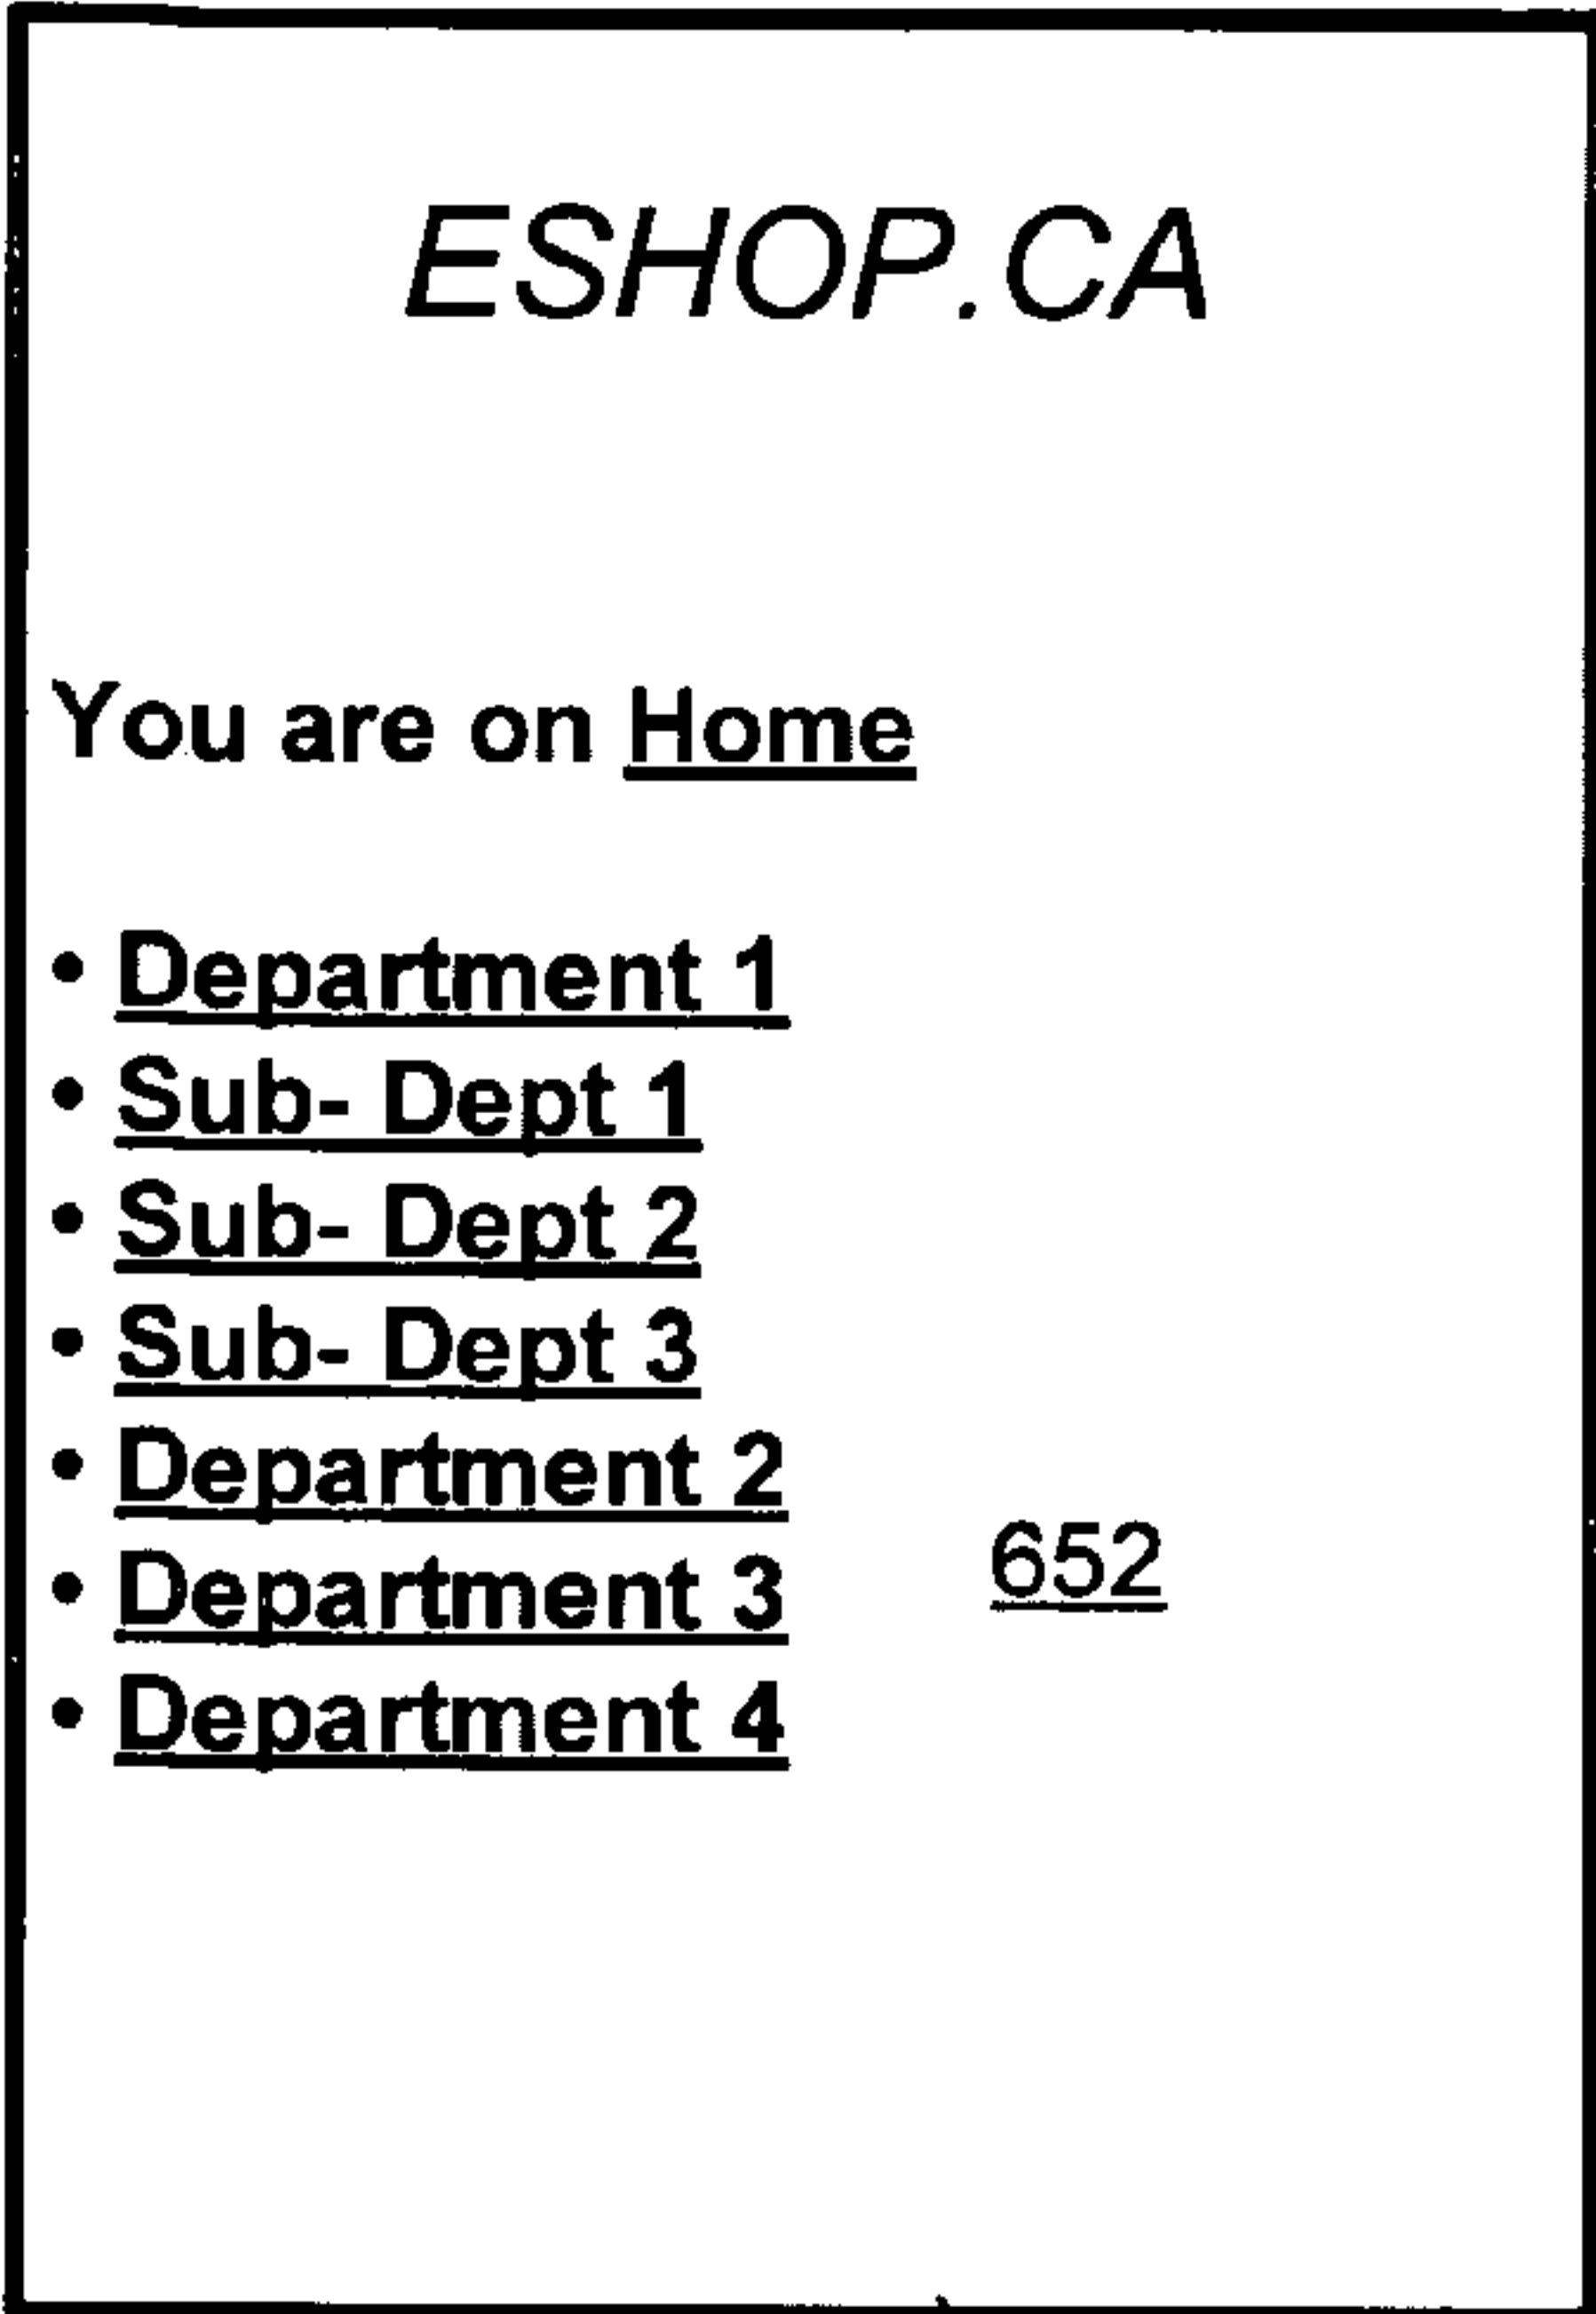 ESHOP.CA
You are on Home
• Department 1
• Sub- Dept 1
• Sub- Dept 2
• Sub- Dept 3
• Department 2
• Department 3
652
• Department 4